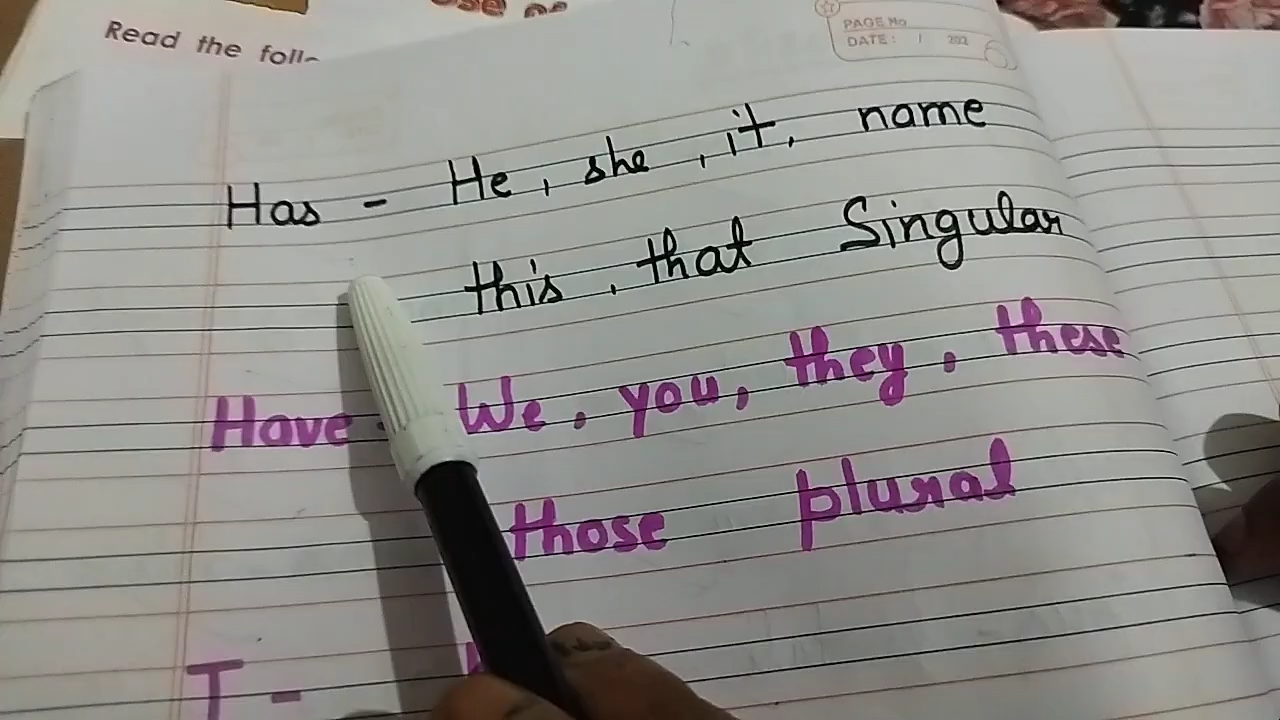 Read the
PAGE No
DATE: / 202
Has - He, she, it, name
this, that Singular
Have - We, you, they, these
those plural
I -